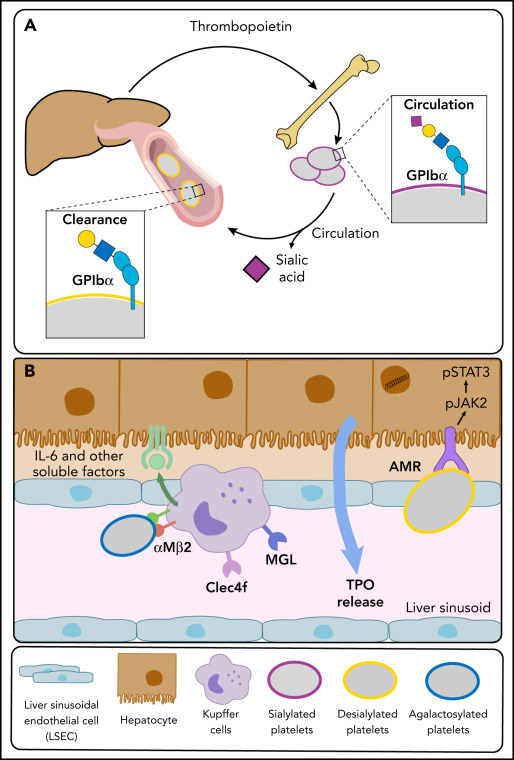 A
Thrombopoietin
Circulation
GPIbα
Clearance
GPIbα
Circulation
Sialic
acid
B
pSTAT3
pJAK2
IL-6 and other
soluble factors
AMR
αMβ2
MGL
Clec4f
TPO
release
Liver sinusoid
Liver sinusoidal
endothelial cell
(LSEC)
Hepatocyte
Kupffer
cells
Sialylated
platelets
Desialylated
platelets
Agalactosylated
platelets